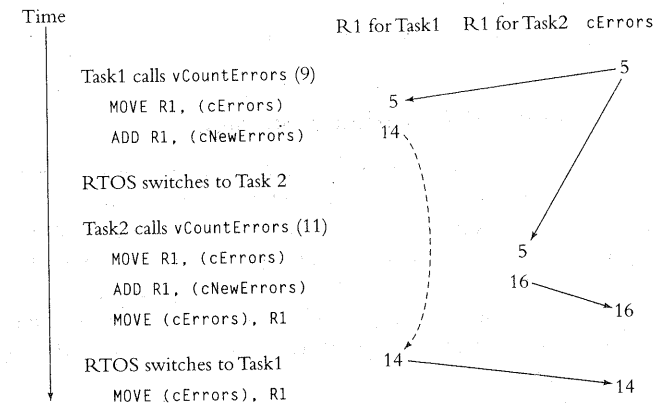 Time
R1 for Task1 R1 for Task2 cErrors
Task1 calls vCountErrors (9) 5
MOVE R1, (cErrors) 5
ADD R1, (cNewErrors) 14
RTOS switches to Task 2
Task2 calls vCountErrors (11)
MOVE R1, (cErrors) 5
ADD R1, (cNewErrors) 16
MOVE (cErrors), R1 16
RTOS switches to Task1 14
MOVE (cErrors), R1 14